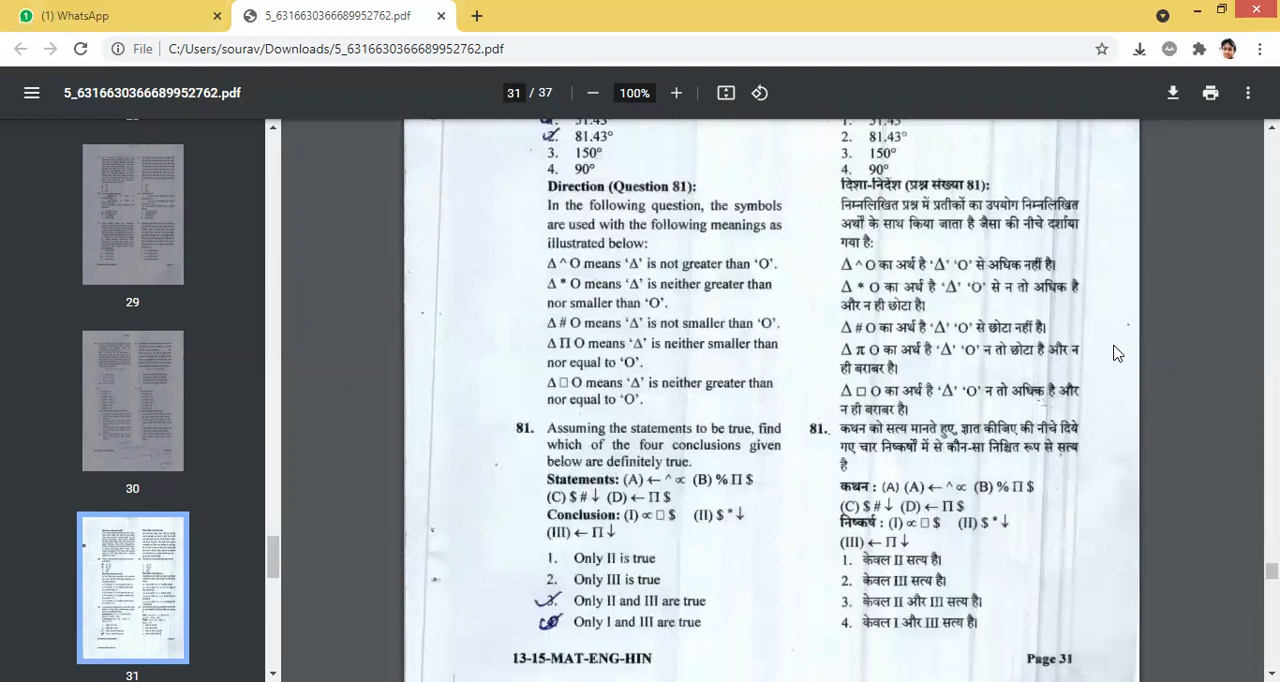 (1) WhatsApp
5_6316630366689952762.pdf
File
C:/Users/sourav/Downloads/5_6316630366689952762.pdf
5_6316630366689952762.pdf
31 / 37
100%
29
30
31
2. 81.43°
3. 150°
4. 90°
Direction (Question 81):
In the following question, the symbols
are used with the following meanings as
illustrated below:
Δ ^ O means ‘Δ’ is not greater than ‘O’.
Δ * O means ‘Δ’ is neither greater than
nor smaller than ‘O’.
Δ # O means ‘Δ’ is not smaller than ‘O’.
Δ Π O means ‘Δ’ is neither smaller than
nor equal to ‘O’.
Δ □ O means ‘Δ’ is neither greater than
nor equal to ‘O’.
81. Assuming the statements to be true, find
which of the four conclusions given
below are definitely true.
Statements: (A) ← ^ ∝ (B) % Π $
(C) $ # ↓ (D) ← Π $
Conclusion: (I) ∝ □ $ (II) $ * ↓
(III) ← Π ↓
1. Only II is true
Only III is true
Only II and III are true
Only I and III are true
13-15-MAT-ENG-HIN
2. 81.43°
3. 150°
4. 90°
दिशा-निर्देश (प्रश्न संख्या 81):
निम्नलिखित प्रश्न में प्रतीकों का उपयोग निम्नलिखित
अर्थों के साथ किया जाता है जैसा की नीचे दर्शाया
गया है:
Δ ^ O का अर्थ है ‘Δ’ ‘O’ से अधिक नहीं है।
Δ * O का अर्थ है ‘Δ’ ‘O’ से न तो अधिक है
और न ही छोटा है।
Δ # O का अर्थ है ‘Δ’ ‘O’ से छोटा नहीं है।
Δ π O का अर्थ है ‘Δ’ ‘O’ न तो छोटा है और न
ही बराबर है।
Δ □ O का अर्थ है ‘Δ’ ‘O’ न तो अधिक है और
न ही बराबर है।
81. कथन को सत्य मानते हुए, ज्ञात कीजिए की नीचे दिये
गए चार निष्कर्षों में से कौन-सा निश्चित रूप से सत्य
है
कथन : (A) (A) ← ^ ∝ (B) % Π $
(C) $ # ↓ (D) ← Π $
निष्कर्ष : (I) ∝ □ $ (II) $ * ↓
(III) ← Π ↓
1. केवल II सत्य है।
2. केवल III सत्य है।
3. केवल II और III सत्य है।
4. केवल I और III सत्य है।
Page 31